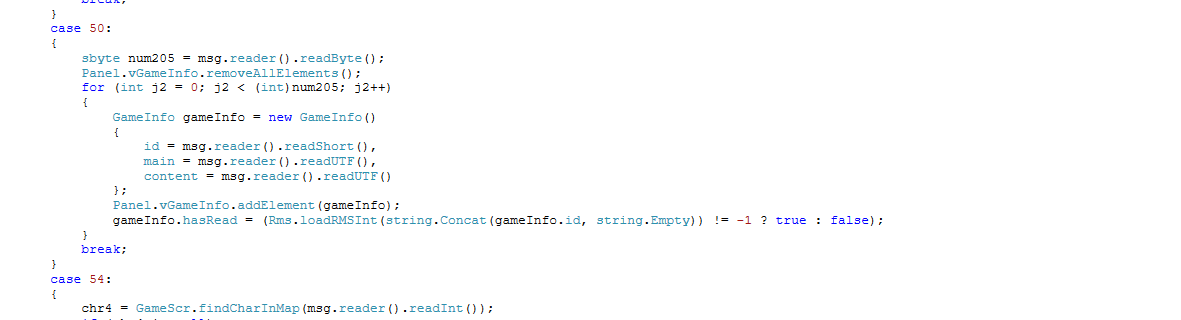 break;
}
case 50:
{
sbyte num205 = msg.reader().readByte();
Panel.vGameInfo.removeAllElements();
for (int j2 = 0; j2 < (int)num205; j2++)
{
GameInfo gameInfo = new GameInfo()
{
id = msg.reader().readShort(),
main = msg.reader().readUTF(),
content = msg.reader().readUTF()
};
Panel.vGameInfo.addElement(gameInfo);
gameInfo.hasRead = (Rms.loadRMSInt(string.Concat(gameInfo.id, string.Empty)) != -1 ? true : false);
}
break;
}
case 54:
{
chr4 = GameScr.findCharInMap(msg.reader().readInt());